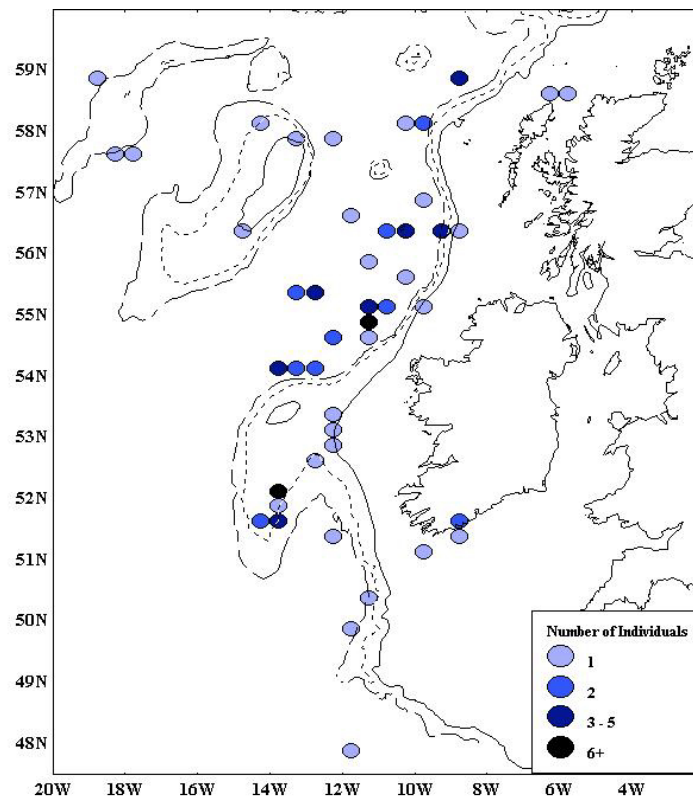 59N
58N
57N
56N
55N
54N
53N
52N
51N
50N
49N
48N
Number of Individuals
1
2
3 - 5
6+
20W 18W 16W 14W 12W 10W 8W 6W 4W